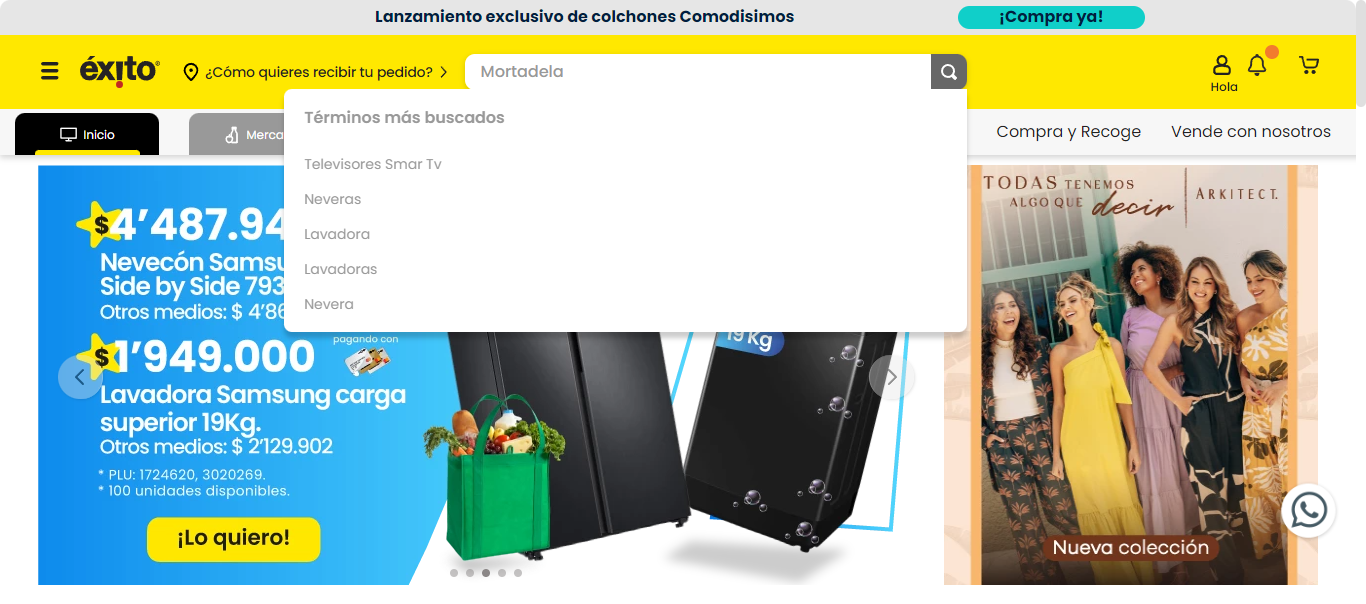 Lanzamiento exclusivo de colchones Comodisimos
¡Compra ya!
éxito
¿Cómo quieres recibir tu pedido?
Mortadela
Hola
Inicio
Merca
Términos más buscados
Televisores Smar Tv
Neveras
Lavadora
Lavadoras
Nevera
Compra y Recoge
Vende con nosotros
$4’487.94
Nevecón Samsu
Side by Side 793
Otros medios: $ 4’86
pagando con
$1’949.000
Lavadora Samsung carga
superior 19Kg.
Otros medios: $ 2’129.902
* PLU: 1724620, 3020269.
* 100 unidades disponibles.
¡Lo quiero!
19 Kg
TODAS TENEMOS
ALGO QUE decir
ARKITECT.
Nueva colección